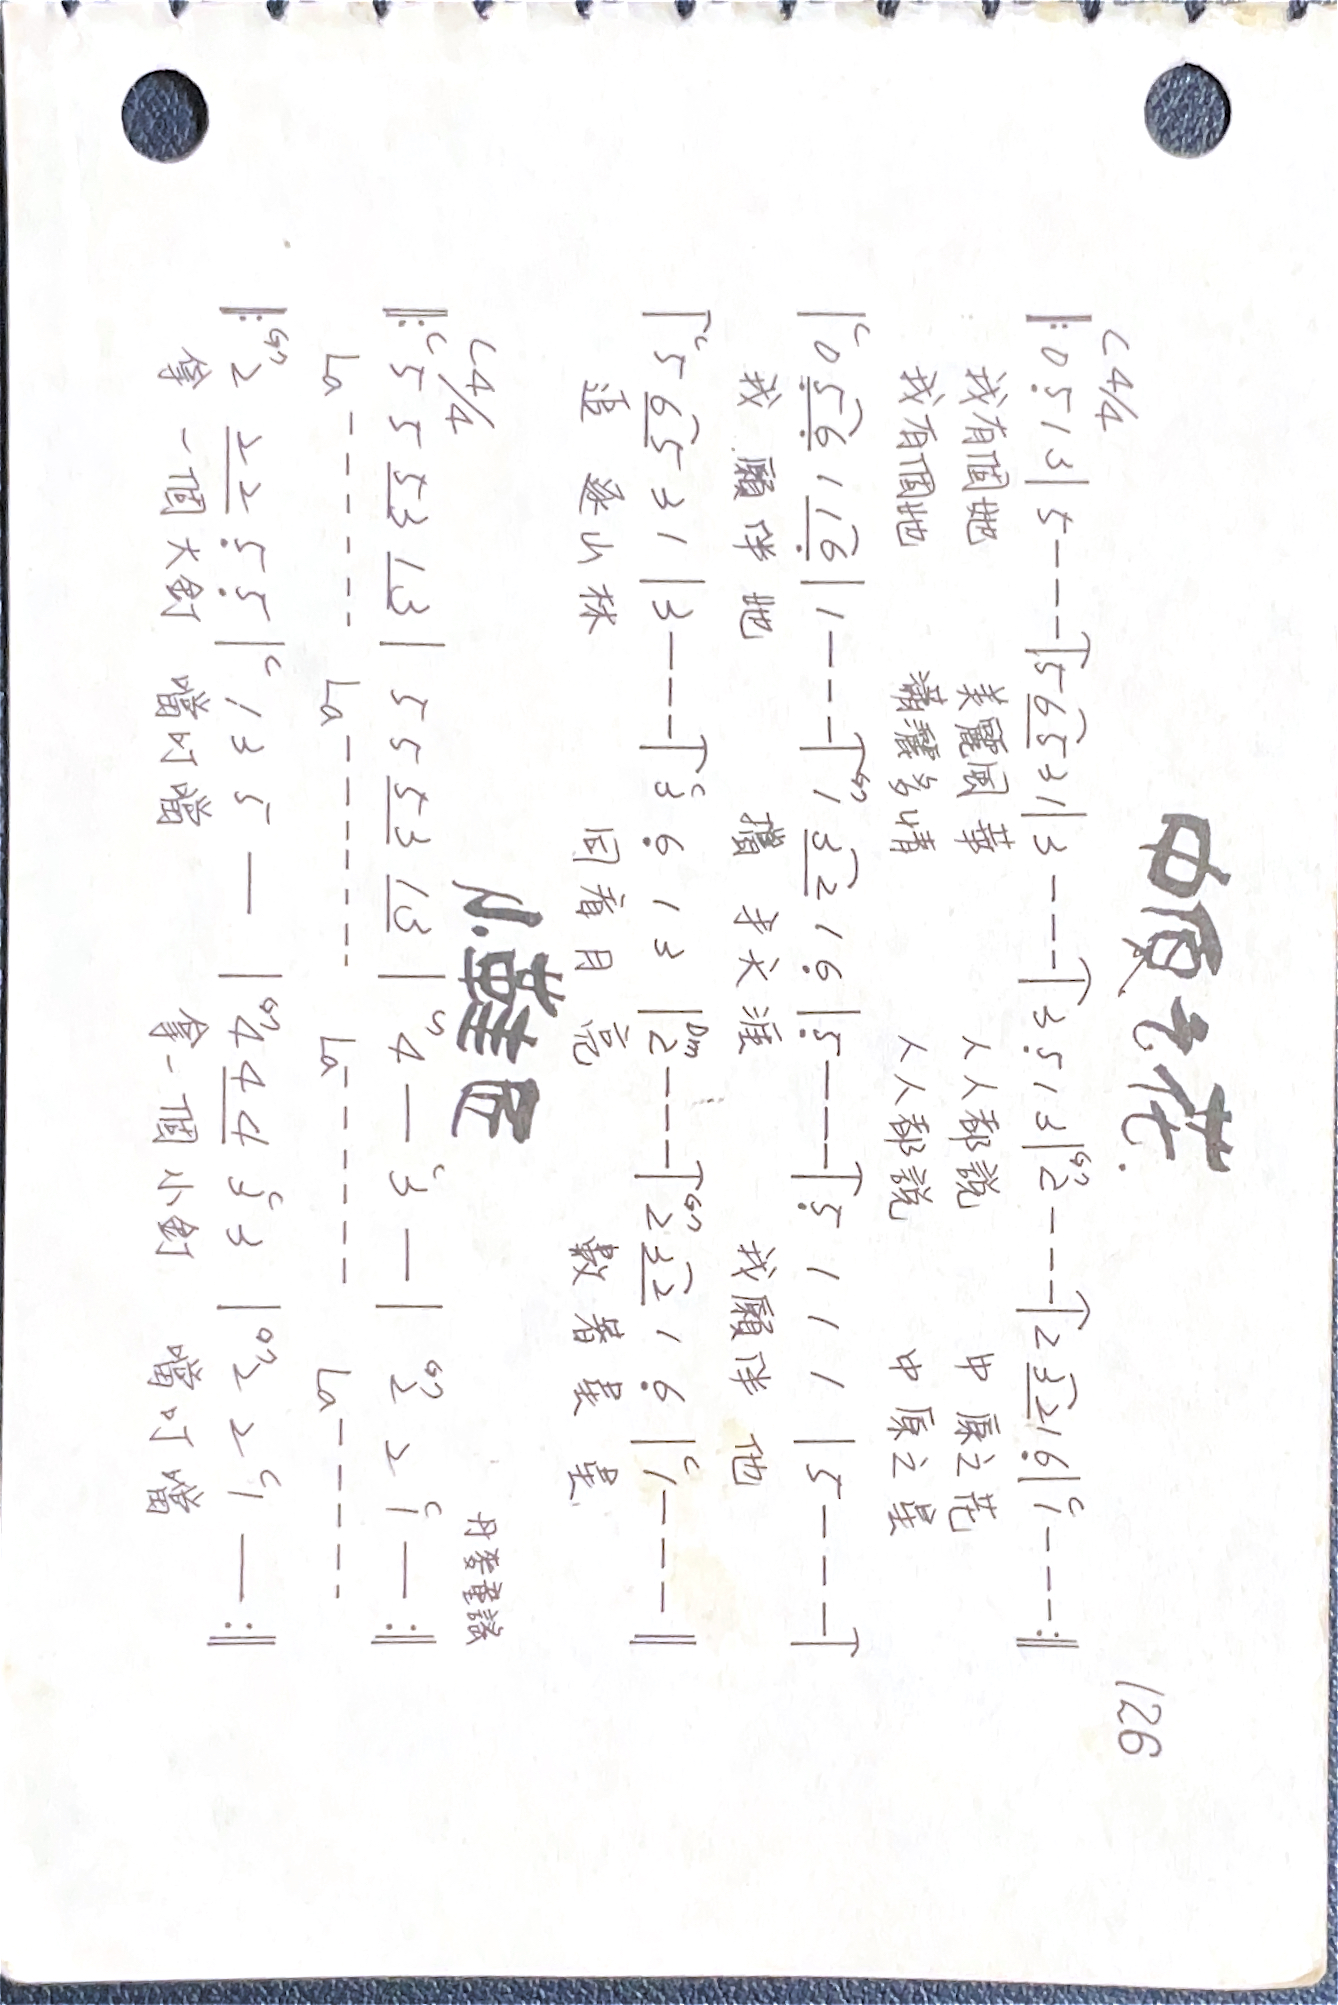 中原之花.
126
C 4/4
‖: 0 5̣ 1 3 | 5 - - - | 5 6 5 3 1 | 3 - - - | 3 5̣ 1 3 | G7 2 - - - | 2 3 2 1 6̣ | C 1 - - - :‖
我有個她 美麗風華 人人都說 中原之花
我有個她 瀟灑多情 人人都說 中原之星
| C 0 5̣ 6̣ 1 1 6̣ | 1 - - - | G7 1 3 2 1 6̣ | 5̣ - - - | 5̣ 1 1 1 | 5 - - - |
我願伴她 攜手天涯 我願伴他
| C 5 6 5 3 1 | 3 - - - | C 3 6̣ 1 3 | Dm 2 - - - | G7 2 3 2 1 6̣ | C 1 - - - ‖
追逐山林 同看月亮 數著星星
小鞋匠
C 4/4
丹麥童謠
‖: C 5 5 5 3 1 3 | 5 5 5 3 1 3 | G7 4 — C 3 — | G7 2 2 C 1 — :‖
La - - - - - - La - - - - - - - La - - - - - - La - - - - -
‖: G7 2 2 2 5̣ 5̣ | C 1 3 5 — | G7 4 4 4 C 3 3 | G7 2 2 C 1 — :‖
拿一個大釘 噹叮噹 拿一個小釘 噹叮噹